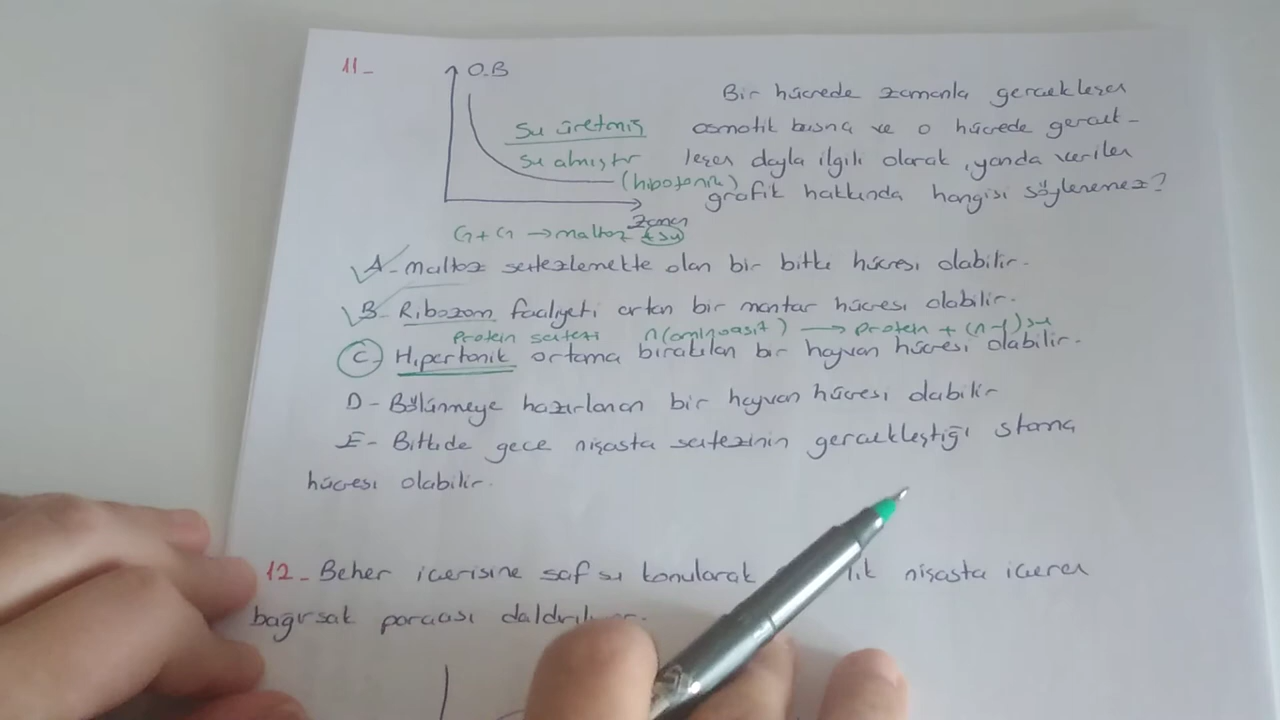 11-
O.B
Bir hücrede zamanla gerçekleşen
su üretmiş
osmotik basınç ve o hücrede gerçek-
su almıştır
leşen olayla ilgili olarak, yanda verilen
(hipotonik)
grafik hakkında hangisi söylenemez?
zaman
G+G → maltoz + su
A- Maltoz sentezlemekte olan bir bitki hücresi olabilir.
B- Ribozom faaliyeti artan bir mantar hücresi olabilir.
Protein sentezi n(aminoasit) → protein + (n-1) su
C- Hipertonik ortama bırakılan bir hayvan hücresi olabilir.
D- Bölünmeye hazırlanan bir hayvan hücresi olabilir
E- Bitkide gece nişasta sentezinin gerçekleştiği stoma
hücresi olabilir.
12- Beher içerisine saf su konularak nişasta içeren
bağırsak parçası